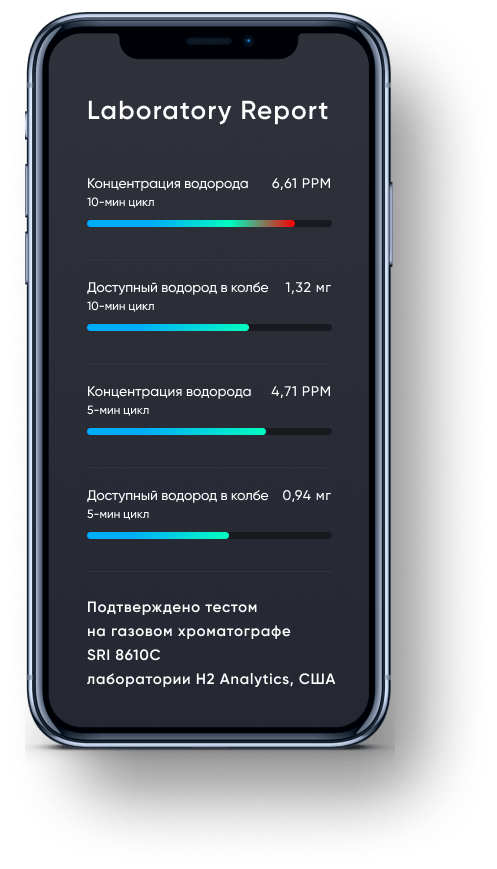 Laboratory Report
Концентрация водорода 6,61 PPM
10-мин цикл
Доступный водород в колбе 1,32 мг
10-мин цикл
Концентрация водорода 4,71 PPM
5-мин цикл
Доступный водород в колбе 0,94 мг
5-мин цикл
Подтверждено тестом
на газовом хроматографе
SRI 8610C
лаборатории H2 Analytics, США